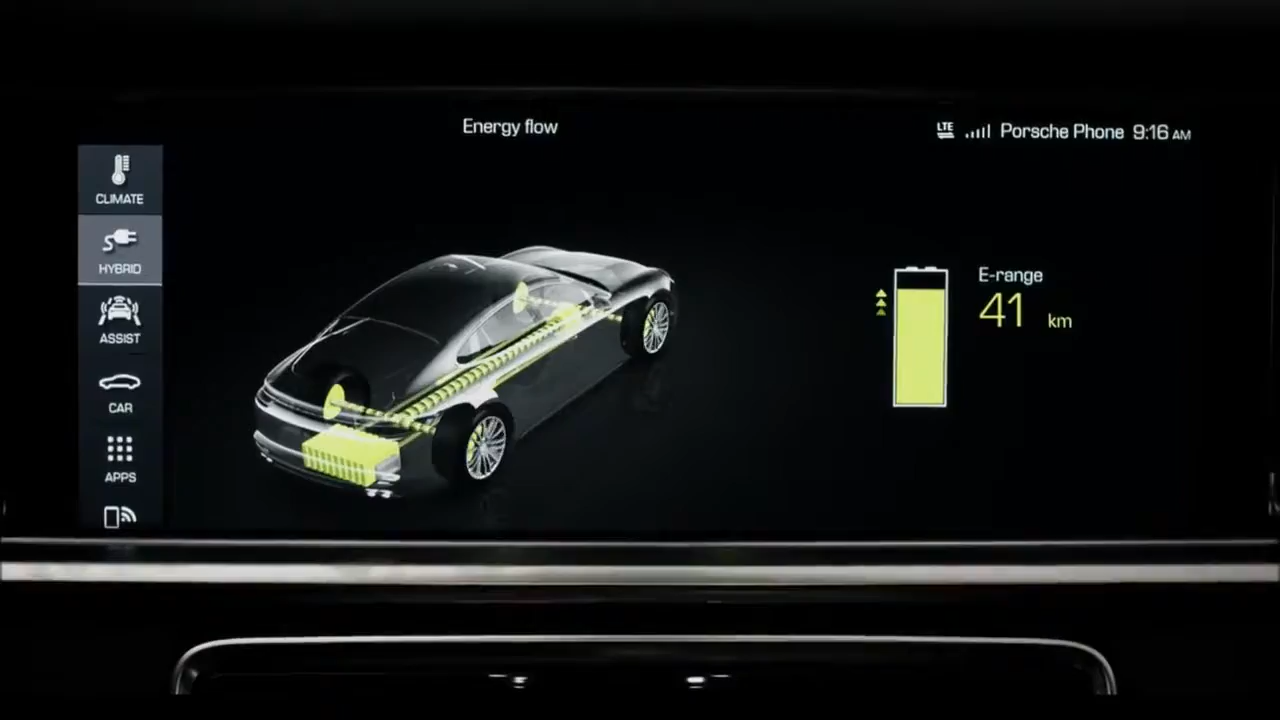 Energy flow
LTE Porsche Phone 9:16 AM
CLIMATE
HYBRID
ASSIST
CAR
APPS
E-range
41 km